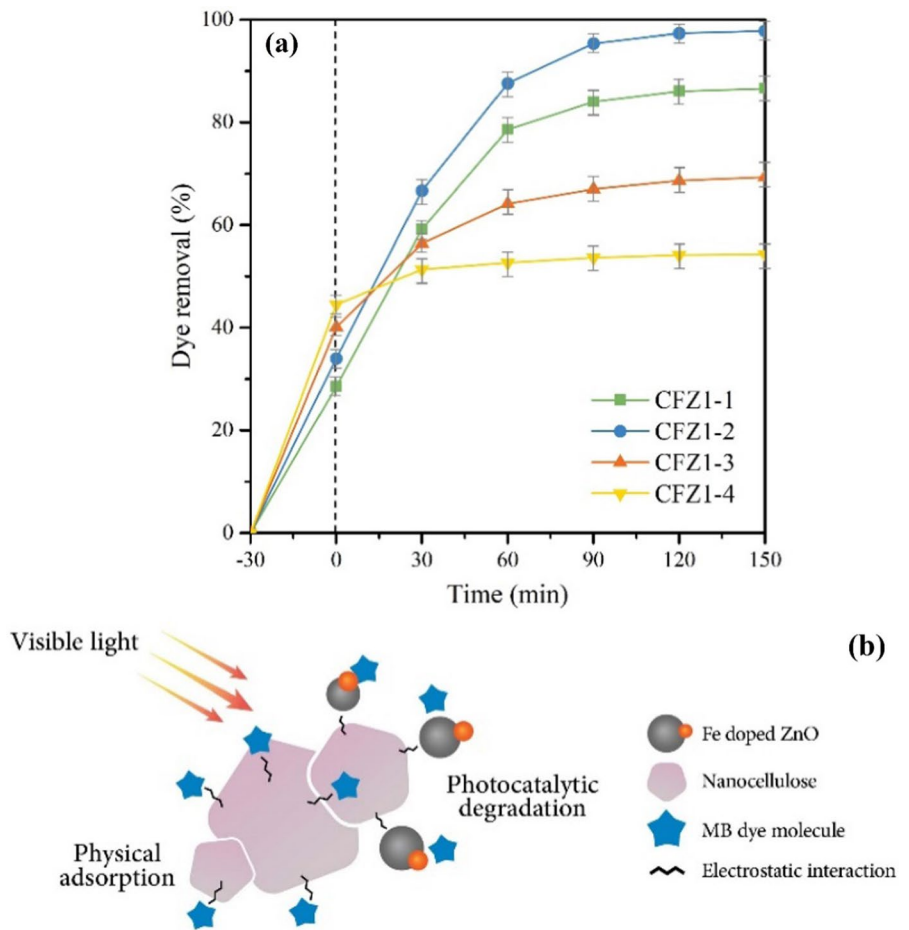 (a)
100
80
60
40
20
0
Dye removal (%)
-30 0 30 60 90 120 150
Time (min)
CFZ1-1
CFZ1-2
CFZ1-3
CFZ1-4
(b)
Visible light
Photocatalytic
degradation
Physical
adsorption
Fe doped ZnO
Nanocellulose
MB dye molecule
Electrostatic interaction